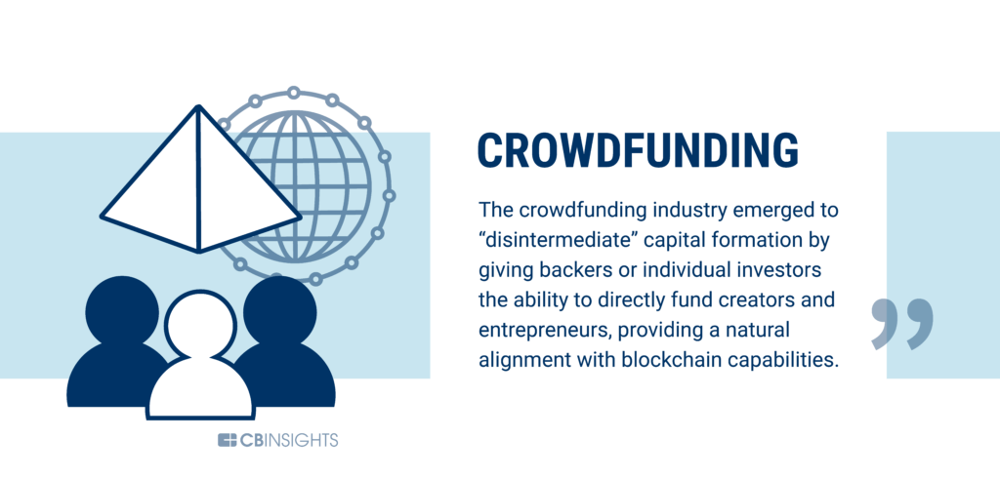 CROWDFUNDING
The crowdfunding industry emerged to
“disintermediate” capital formation by
giving backers or individual investors
the ability to directly fund creators and
entrepreneurs, providing a natural
alignment with blockchain capabilities.
”
CBINSIGHTS